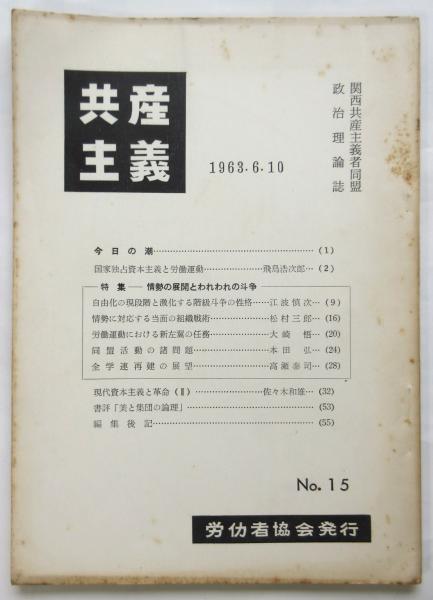 共産
主義
1963.6.10
関西共産主義者同盟
政治理論誌
今日の潮……………………………………(1)
国家独占資本主義と労働運動……………飛鳥浩次郎…(2)
特集―情勢の展開とわれわれの斗争
自由化の現段階と激化する階級斗争の性格……江波慎次…(9)
情勢に対応する当面の組織戦術……………松村三郎…(16)
労働運動における新左翼の任務……………大崎悟…(20)
同盟活動の諸問題……………本田弘…(24)
全学連再建の展望……………高瀬泰司…(28)
現代資本主義と革命(Ⅱ)……………佐々木和雄…(32)
書評「美と集団の論理」……………(53)
編集後記……………(55)
No.15
労仂者協会発行